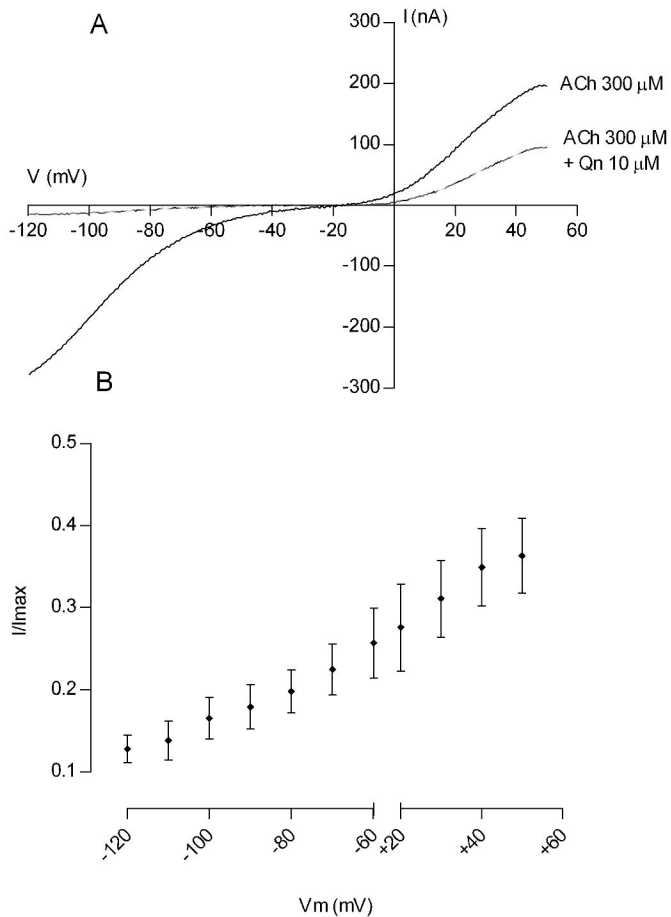 A
I (nA)
300
200
ACh 300 μM
100
ACh 300 μM
+ Qn 10 μM
V (mV)
-120 -100 -80 -60 -40 -20 20 40 60
-100
-200
-300
B
0.5
0.4
0.3
0.2
0.1
I/Imax
-120 -100 -80 -60 +20 +40 +60
Vm (mV)